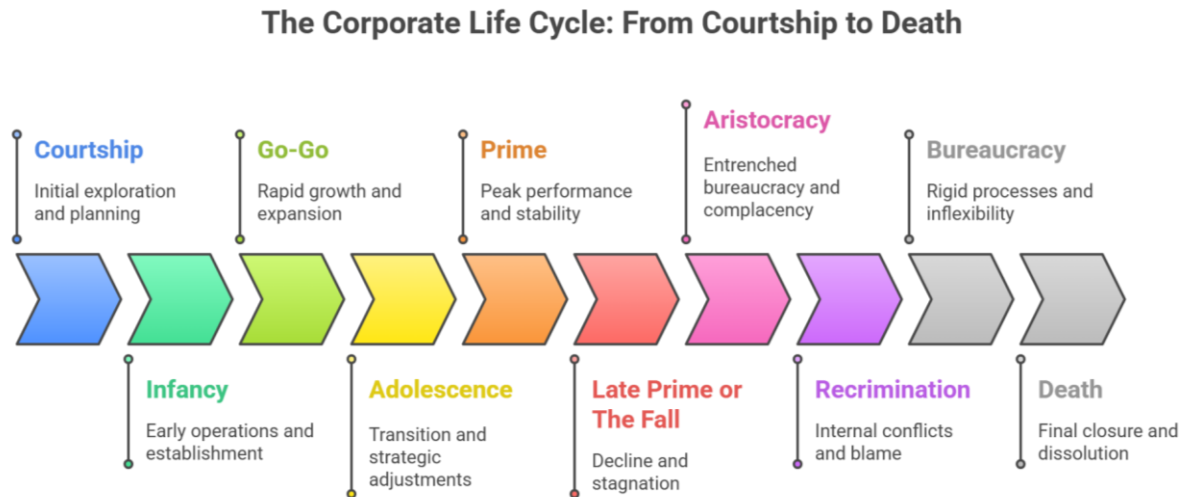 The Corporate Life Cycle: From Courtship to Death
Courtship
Initial exploration
and planning
Infancy
Early operations and
establishment
Go-Go
Rapid growth and
expansion
Adolescence
Transition and
strategic
adjustments
Prime
Peak performance
and stability
Late Prime or
The Fall
Decline and
stagnation
Aristocracy
Entrenched
bureaucracy and
complacency
Recrimination
Internal conflicts
and blame
Bureaucracy
Rigid processes and
inflexibility
Death
Final closure and
dissolution